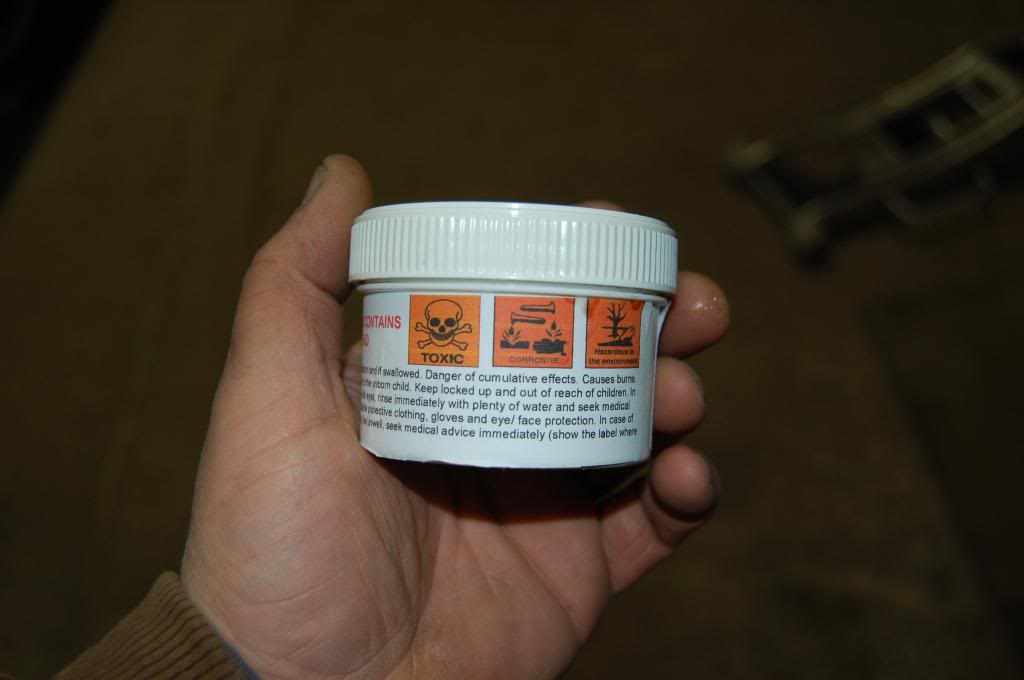 CONTAINS
TOXIC
CORROSIVE
Hazardous to
the environment
and if swallowed. Danger of cumulative effects. Causes burns.
the unborn child. Keep locked up and out of reach of children. In
eyes, rinse immediately with plenty of water and seek medical
protective clothing, gloves and eye/ face protection. In case of
unwell, seek medical advice immediately (show the label where